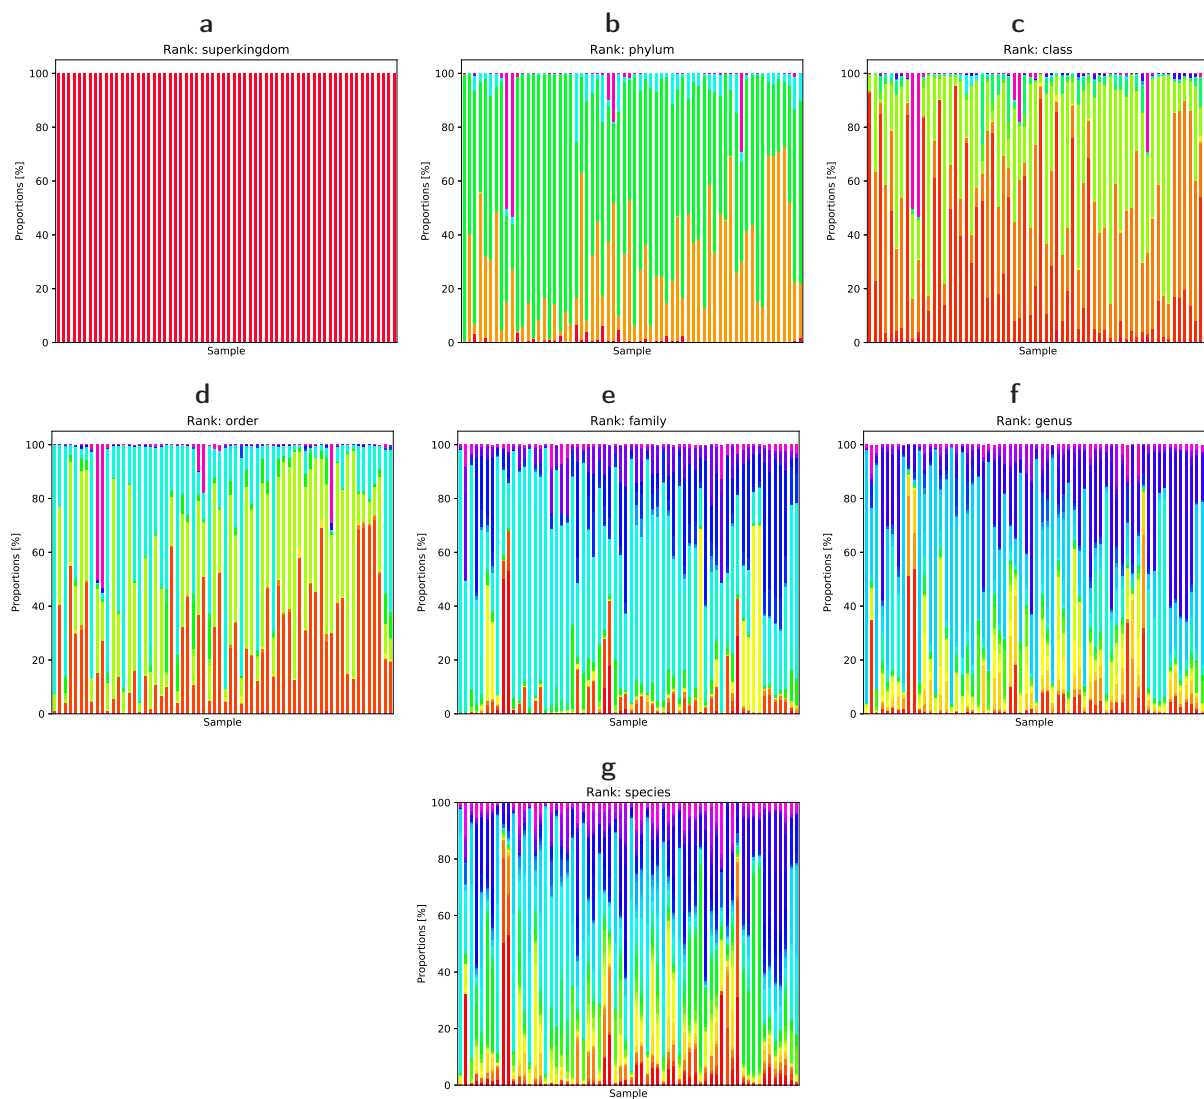 a
Rank: superkingdom
100
80
60
40
20
0
Proportions [%]
Sample
b
Rank: phylum
100
80
60
40
20
0
Proportions [%]
Sample
c
Rank: class
100
80
60
40
20
0
Proportions [%]
Sample
d
Rank: order
100
80
60
40
20
0
Proportions [%]
Sample
e
Rank: family
100
80
60
40
20
0
Proportions [%]
Sample
f
Rank: genus
100
80
60
40
20
0
Proportions [%]
Sample
g
Rank: species
100
80
60
40
20
0
Proportions [%]
Sample